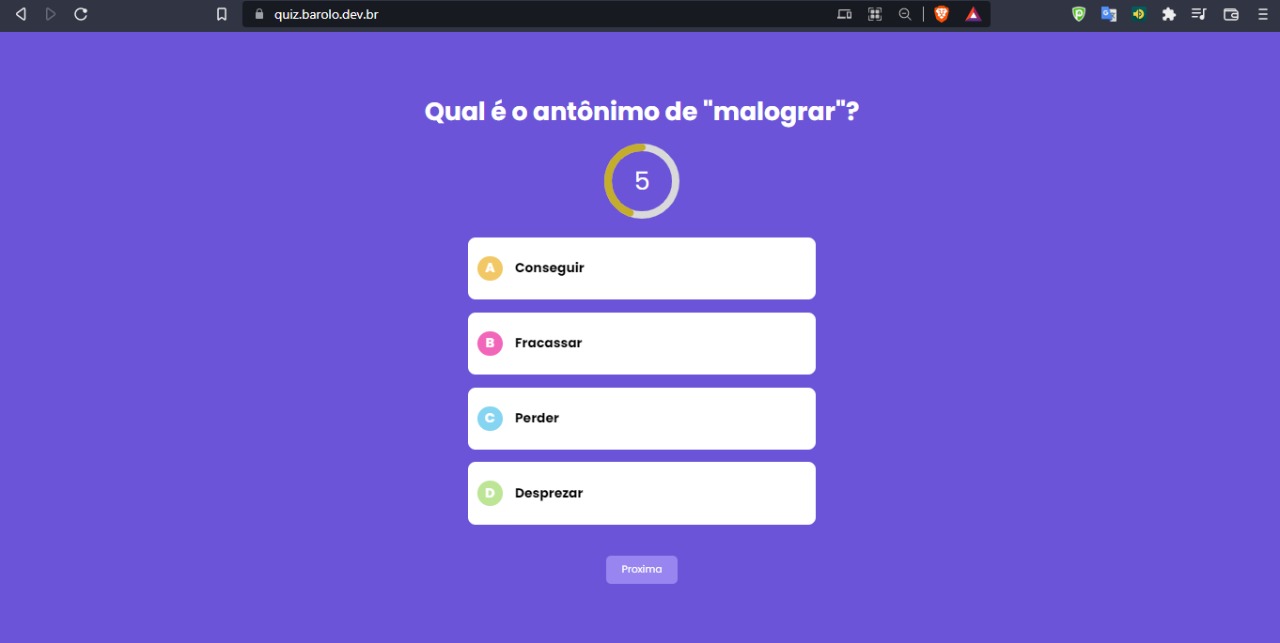 quiz.barolo.dev.br
Qual é o antônimo de "malograr"?
5
A Conseguir
B Fracassar
C Perder
D Desprezar
Proxima